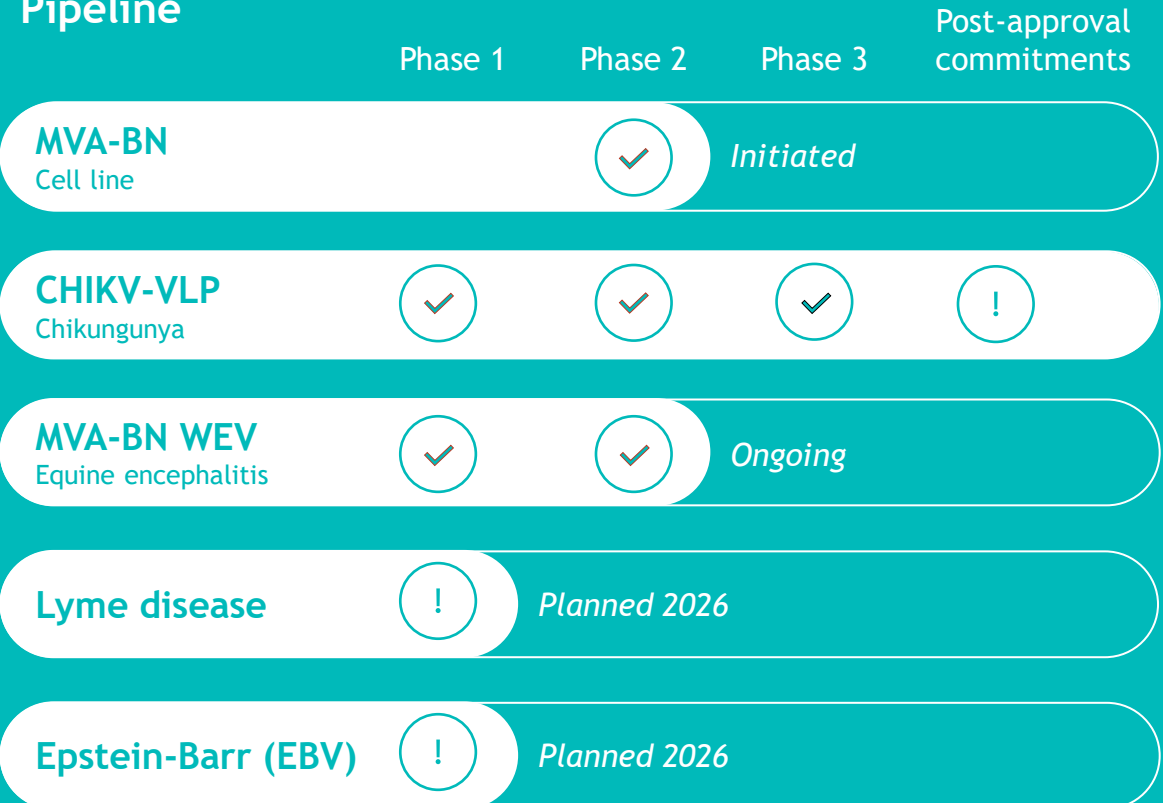 Pipeline
Phase 1 Phase 2 Phase 3 Post-approval
commitments
MVA-BN
Cell line
Initiated
CHIKV-VLP
Chikungunya
!
MVA-BN WEV
Equine encephalitis
Ongoing
Lyme disease
!
Planned 2026
Epstein-Barr (EBV)
!
Planned 2026